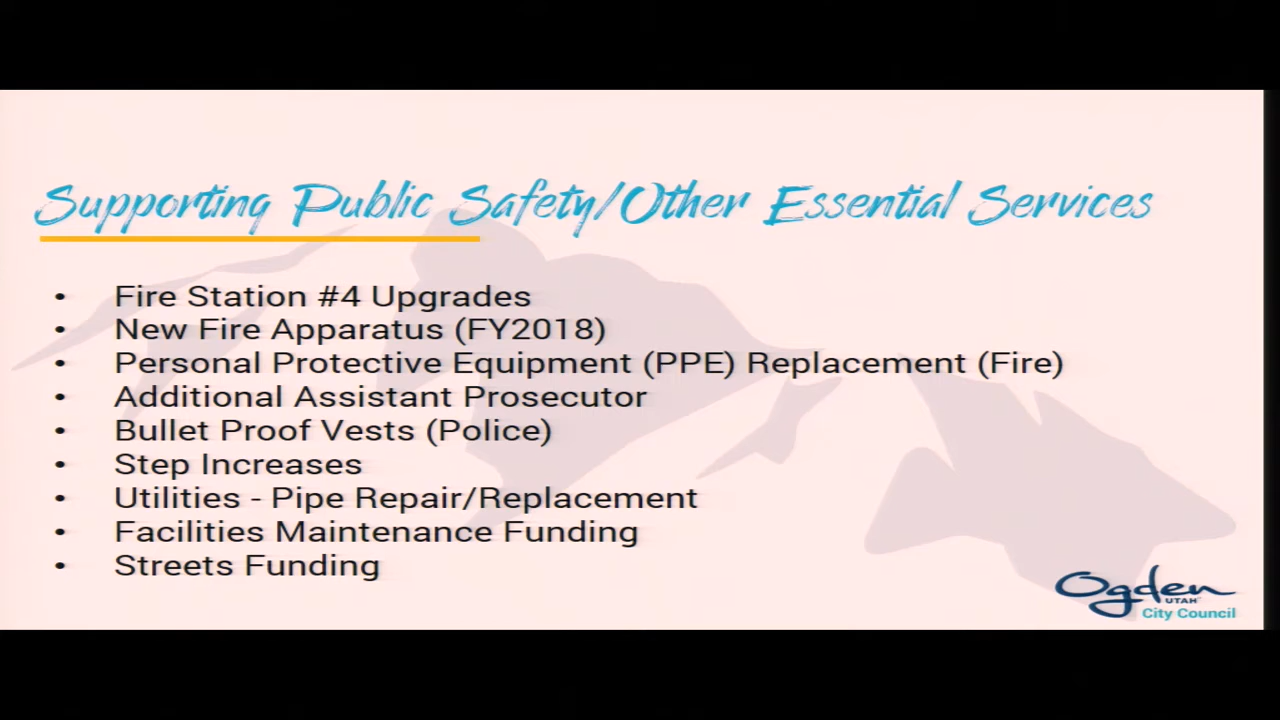 Supporting Public Safety/Other Essential Services
• Fire Station #4 Upgrades
• New Fire Apparatus (FY2018)
• Personal Protective Equipment (PPE) Replacement (Fire)
• Additional Assistant Prosecutor
• Bullet Proof Vests (Police)
• Step Increases
• Utilities - Pipe Repair/Replacement
• Facilities Maintenance Funding
• Streets Funding
Ogden
UTAH
City Council